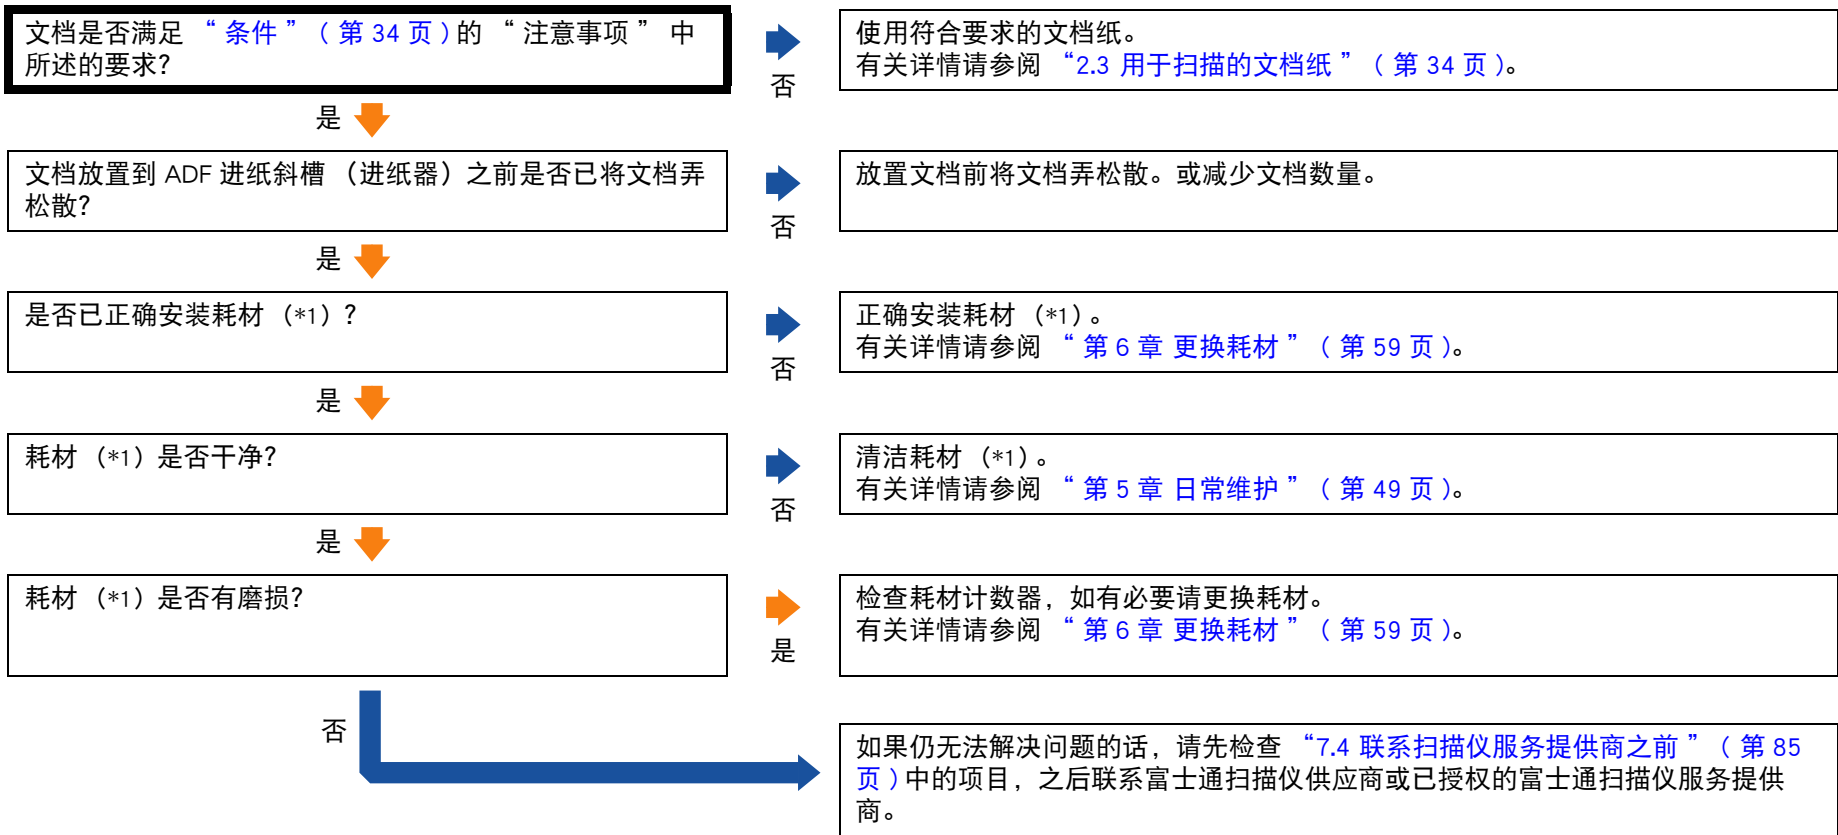 文档是否满足 “ 条件 ” ( 第 34 页 ) 的 “ 注意事项 ” 中
所述的要求?
否
使用符合要求的文档纸。
有关详情请参阅 “2.3 用于扫描的文档纸 ” ( 第 34 页 )。
是
文档放置到 ADF 进纸斜槽 （进纸器）之前是否已将文档弄
松散?
否
放置文档前将文档弄松散。或减少文档数量。
是
是否已正确安装耗材 （*1）?
否
正确安装耗材 （*1）。
有关详情请参阅 “ 第 6 章 更换耗材 ” ( 第 59 页 )。
是
耗材 （*1）是否干净?
否
清洁耗材 （*1）。
有关详情请参阅 “ 第 5 章 日常维护 ” ( 第 49 页 )。
是
耗材 （*1）是否有磨损?
是
检查耗材计数器，如有必要请更换耗材。
有关详情请参阅 “ 第 6 章 更换耗材 ” ( 第 59 页 )。
否
如果仍无法解决问题的话，请先检查 “7.4 联系扫描仪服务提供商之前 ” ( 第 85
页 ) 中的项目，之后联系富士通扫描仪供应商或已授权的富士通扫描仪服务提供
商。